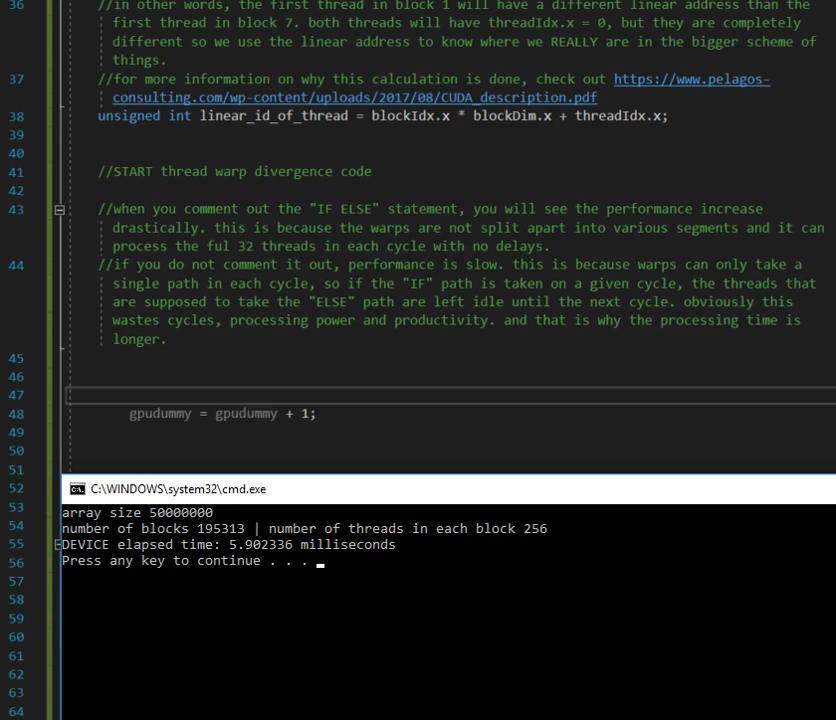 36 //in other words, the first thread in block 1 will have a different linear address than the
first thread in block 7. both threads will have threadIdx.x = 0, but they are completely
different so we use the linear address to know where we REALLY are in the bigger scheme of
things.
37 //for more information on why this calculation is done, check out https://www.pelagos-
consulting.com/wp-content/uploads/2017/08/CUDA_description.pdf
38 unsigned int linear_id_of_thread = blockIdx.x * blockDim.x + threadIdx.x;
39
40
41 //START thread warp divergence code
42
43 //when you comment out the "IF ELSE" statement, you will see the performance increase
drastically. this is because the warps are not split apart into various segments and it can
process the ful 32 threads in each cycle with no delays.
44 //if you do not comment it out, performance is slow. this is because warps can only take a
single path in each cycle, so if the "IF" path is taken on a given cycle, the threads that
are supposed to take the "ELSE" path are left idle until the next cycle. obviously this
wastes cycles, processing power and productivity. and that is why the processing time is
longer.
45
46
47
48 gpudummy = gpudummy + 1;
49
50
51
52 C:\WINDOWS\system32\cmd.exe
53 array size 50000000
54 number of blocks 195313 | number of threads in each block 256
55 DEVICE elapsed time: 5.902336 milliseconds
56 Press any key to continue . . .
57
58
59
60
61
62
63
64